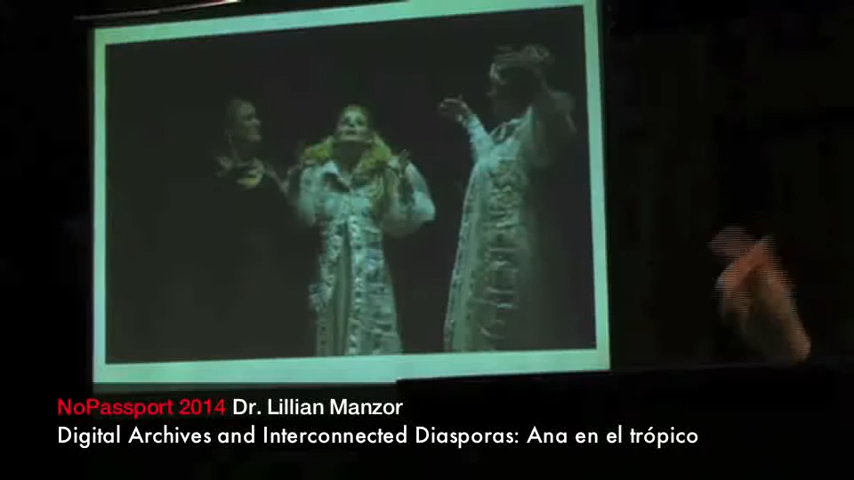 NoPassport 2014 Dr. Lillian Manzor
Digital Archives and Interconnected Diasporas: Ana en el trópico